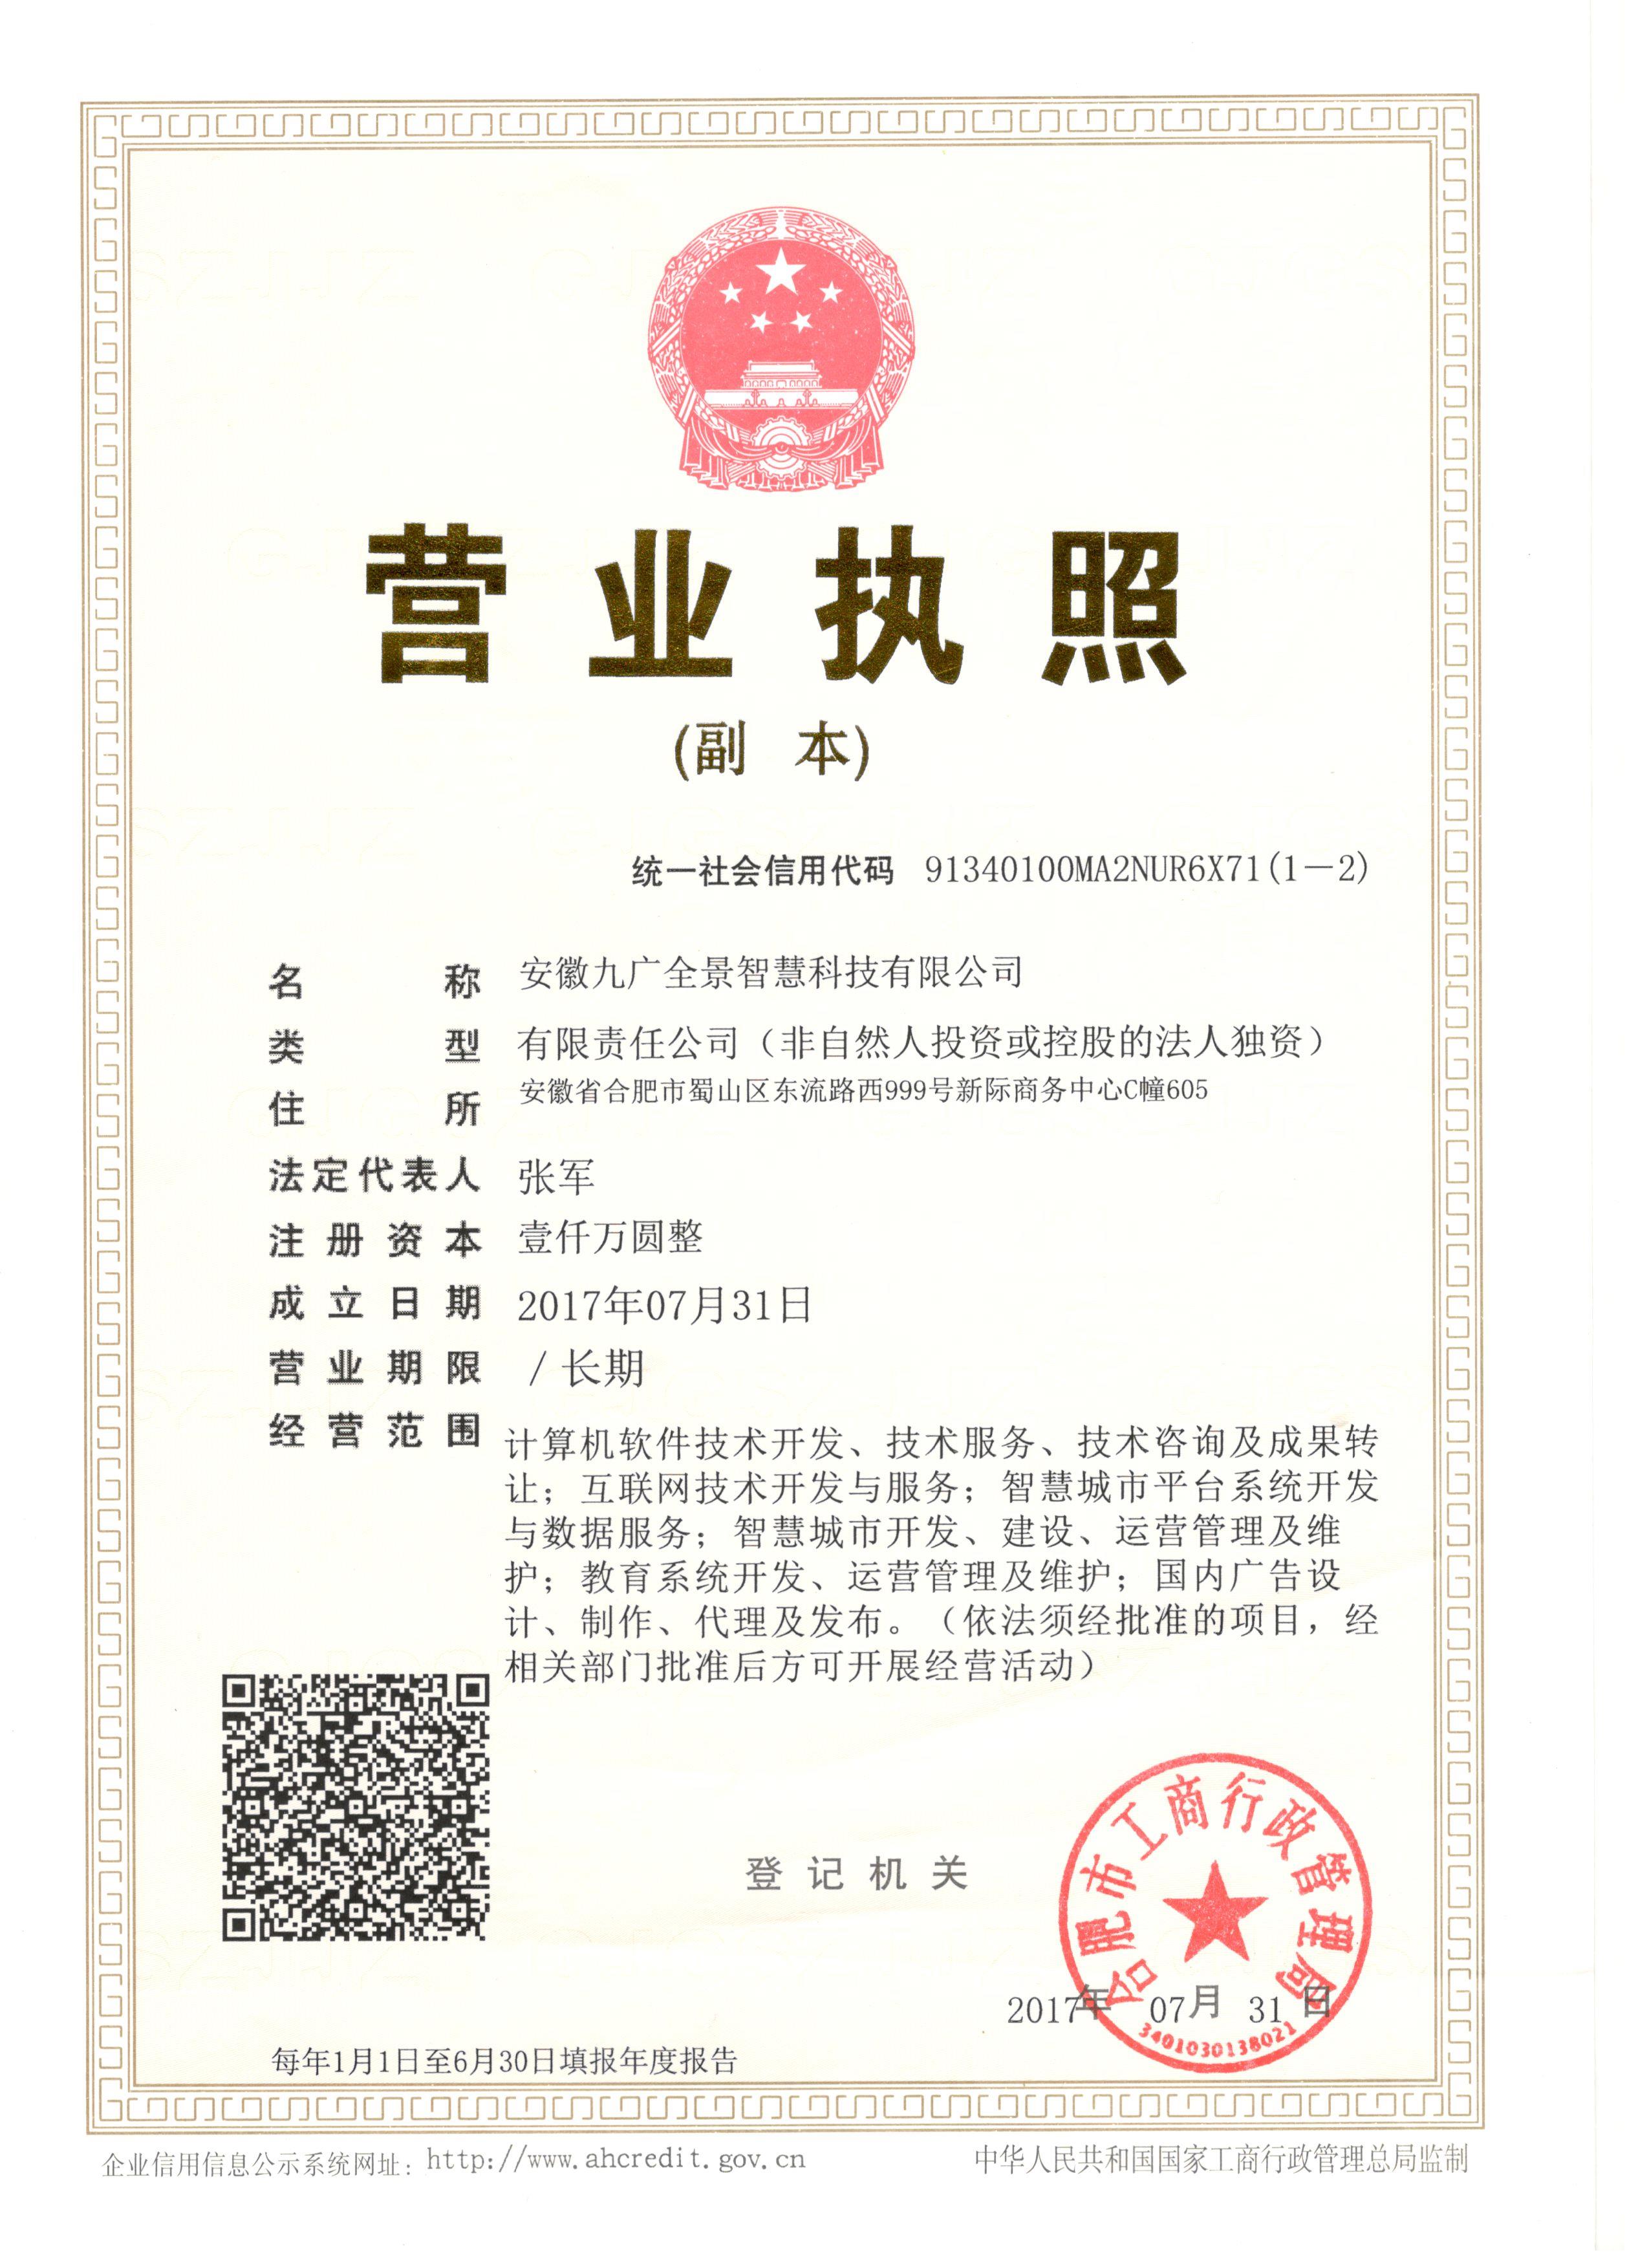 营业执照
(副 本)
统一社会信用代码 91340100MA2NUR6X71(1－2)
名称 安徽九广全景智慧科技有限公司
类型 有限责任公司（非自然人投资或控股的法人独资）
住所 安徽省合肥市蜀山区东流路西999号新际商务中心C幢605
法定代表人 张军
注册资本 壹仟万圆整
成立日期 2017年07月31日
营业期限 / 长期
经营范围 计算机软件技术开发、技术服务、技术咨询及成果转
让；互联网技术开发与服务；智慧城市平台系统开发
与数据服务；智慧城市开发、建设、运营管理及维
护；教育系统开发、运营管理及维护；国内广告设
计、制作、代理及发布。（依法须经批准的项目，经
相关部门批准后方可开展经营活动）
登记机关
合肥市工商行政管理局
2017年 07月 31日
3401030138021
每年1月1日至6月30日填报年度报告
企业信用信息公示系统网址：http://www.ahcredit.gov.cn
中华人民共和国国家工商行政管理总局监制